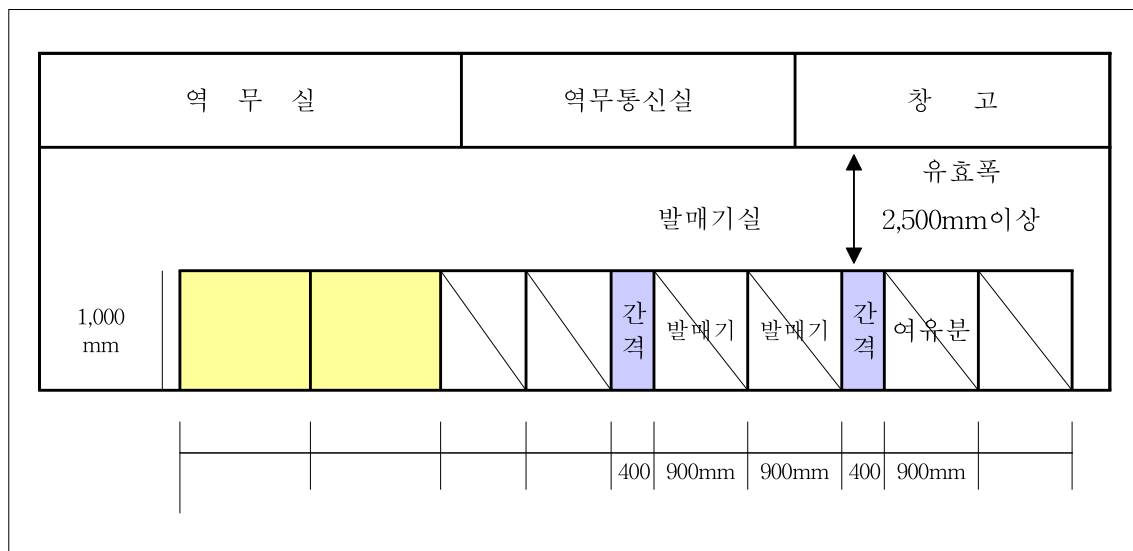 역 무 실
역무통신실
창 고
유효폭
발매기실
2,500mm이상
1,000
mm
간
격
발매기
발매기
간
격
여유분
400
900mm
900mm
400
900mm